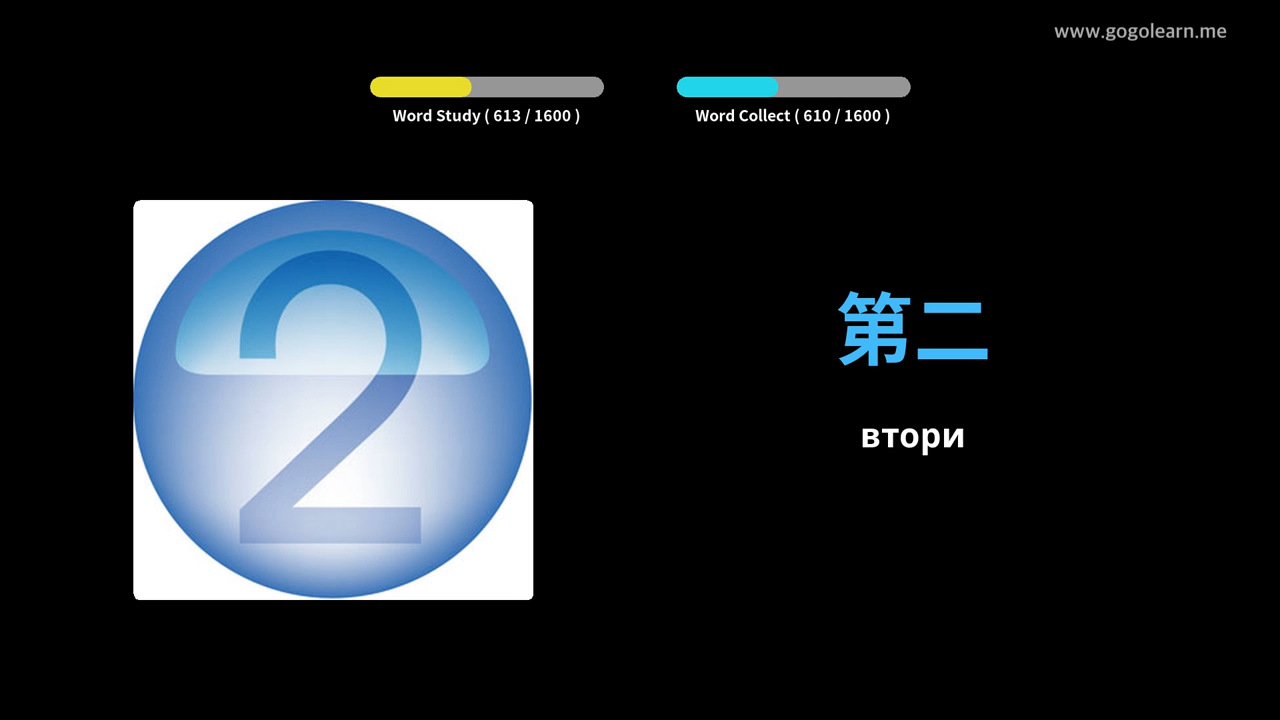 www.gogolearn.me
Word Study ( 613 / 1600 )
Word Collect ( 610 / 1600 )
2
第二
втори